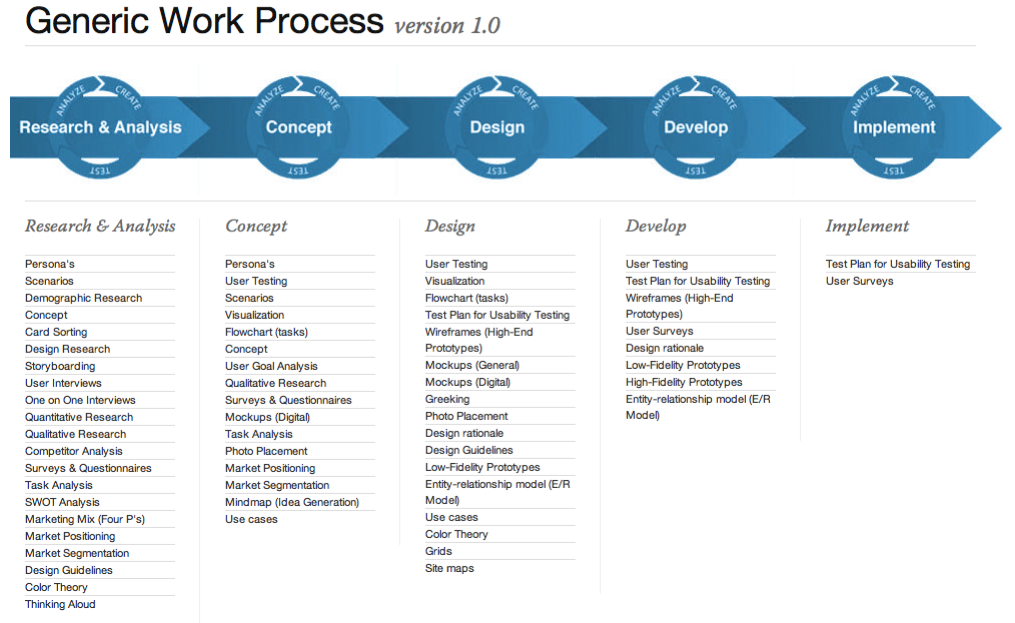 Generic Work Process version 1.0
ANALYZE CREATE
Research & Analysis
TEST
ANALYZE CREATE
Concept
TEST
ANALYZE CREATE
Design
TEST
ANALYZE CREATE
Develop
TEST
ANALYZE CREATE
Implement
TEST
Research & Analysis
Persona's
Scenarios
Demographic Research
Concept
Card Sorting
Design Research
Storyboarding
User Interviews
One on One Interviews
Quantitative Research
Qualitative Research
Competitor Analysis
Surveys & Questionnaires
Task Analysis
SWOT Analysis
Marketing Mix (Four P's)
Market Positioning
Market Segmentation
Design Guidelines
Color Theory
Thinking Aloud
Concept
Persona's
User Testing
Scenarios
Visualization
Flowchart (tasks)
Concept
User Goal Analysis
Qualitative Research
Surveys & Questionnaires
Mockups (Digital)
Task Analysis
Photo Placement
Market Positioning
Market Segmentation
Mindmap (Idea Generation)
Use cases
Design
User Testing
Visualization
Flowchart (tasks)
Test Plan for Usability Testing
Wireframes (High-End
Prototypes)
Mockups (General)
Mockups (Digital)
Greeking
Photo Placement
Design rationale
Design Guidelines
Low-Fidelity Prototypes
Entity-relationship model (E/R
Model)
Use cases
Color Theory
Grids
Site maps
Develop
User Testing
Test Plan for Usability Testing
Wireframes (High-End
Prototypes)
User Surveys
Design rationale
Low-Fidelity Prototypes
High-Fidelity Prototypes
Entity-relationship model (E/R
Model)
Implement
Test Plan for Usability Testing
User Surveys